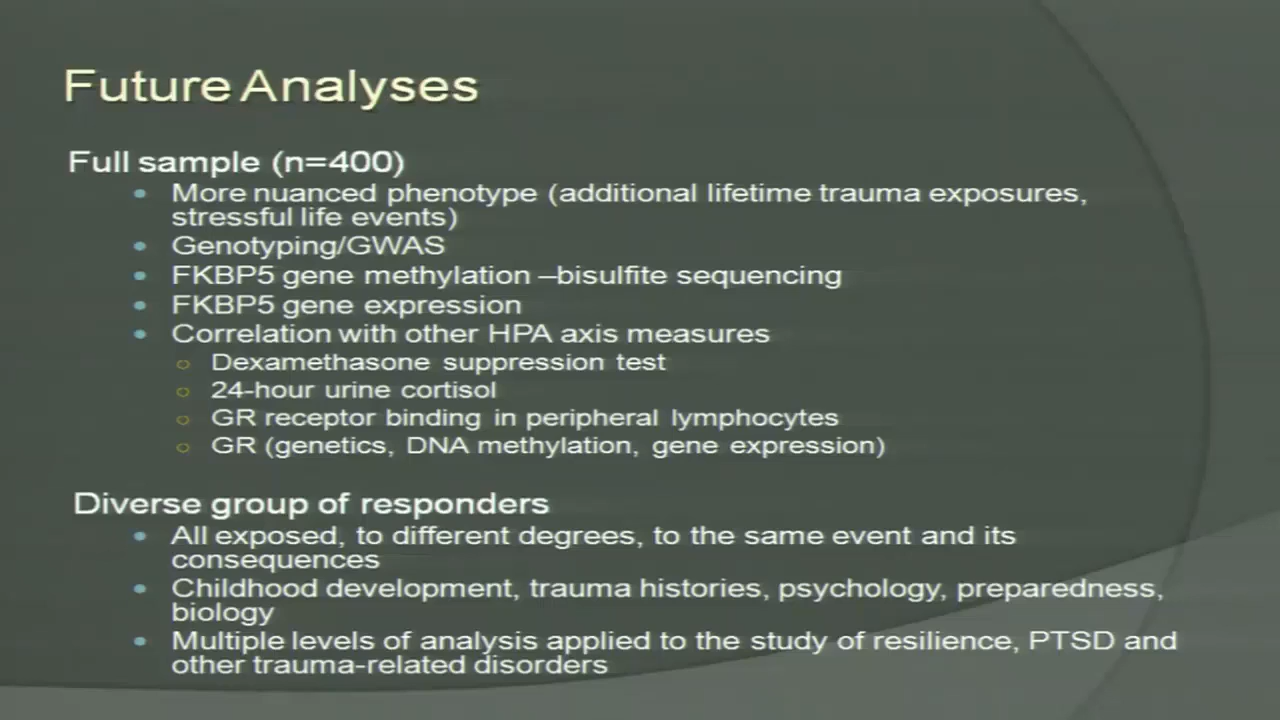 Future Analyses
Full sample (n=400)
• More nuanced phenotype (additional lifetime trauma exposures,
stressful life events)
• Genotyping/GWAS
• FKBP5 gene methylation –bisulfite sequencing
• FKBP5 gene expression
• Correlation with other HPA axis measures
○ Dexamethasone suppression test
○ 24-hour urine cortisol
○ GR receptor binding in peripheral lymphocytes
○ GR (genetics, DNA methylation, gene expression)
Diverse group of responders
• All exposed, to different degrees, to the same event and its
consequences
• Childhood development, trauma histories, psychology, preparedness,
biology
• Multiple levels of analysis applied to the study of resilience, PTSD and
other trauma-related disorders